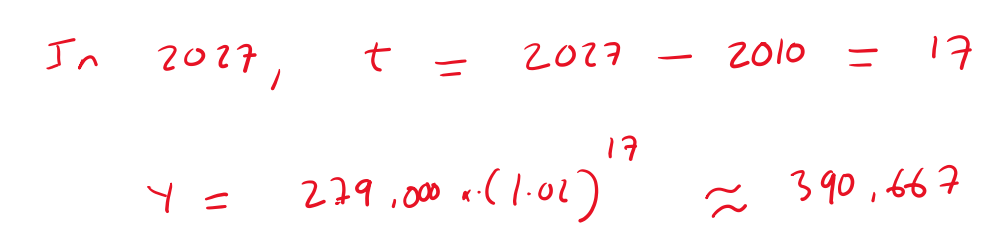 In 2027, t = 2027 - 2010 = 17
Y = 279,000 × (1.02)^17 ≈ 390,667